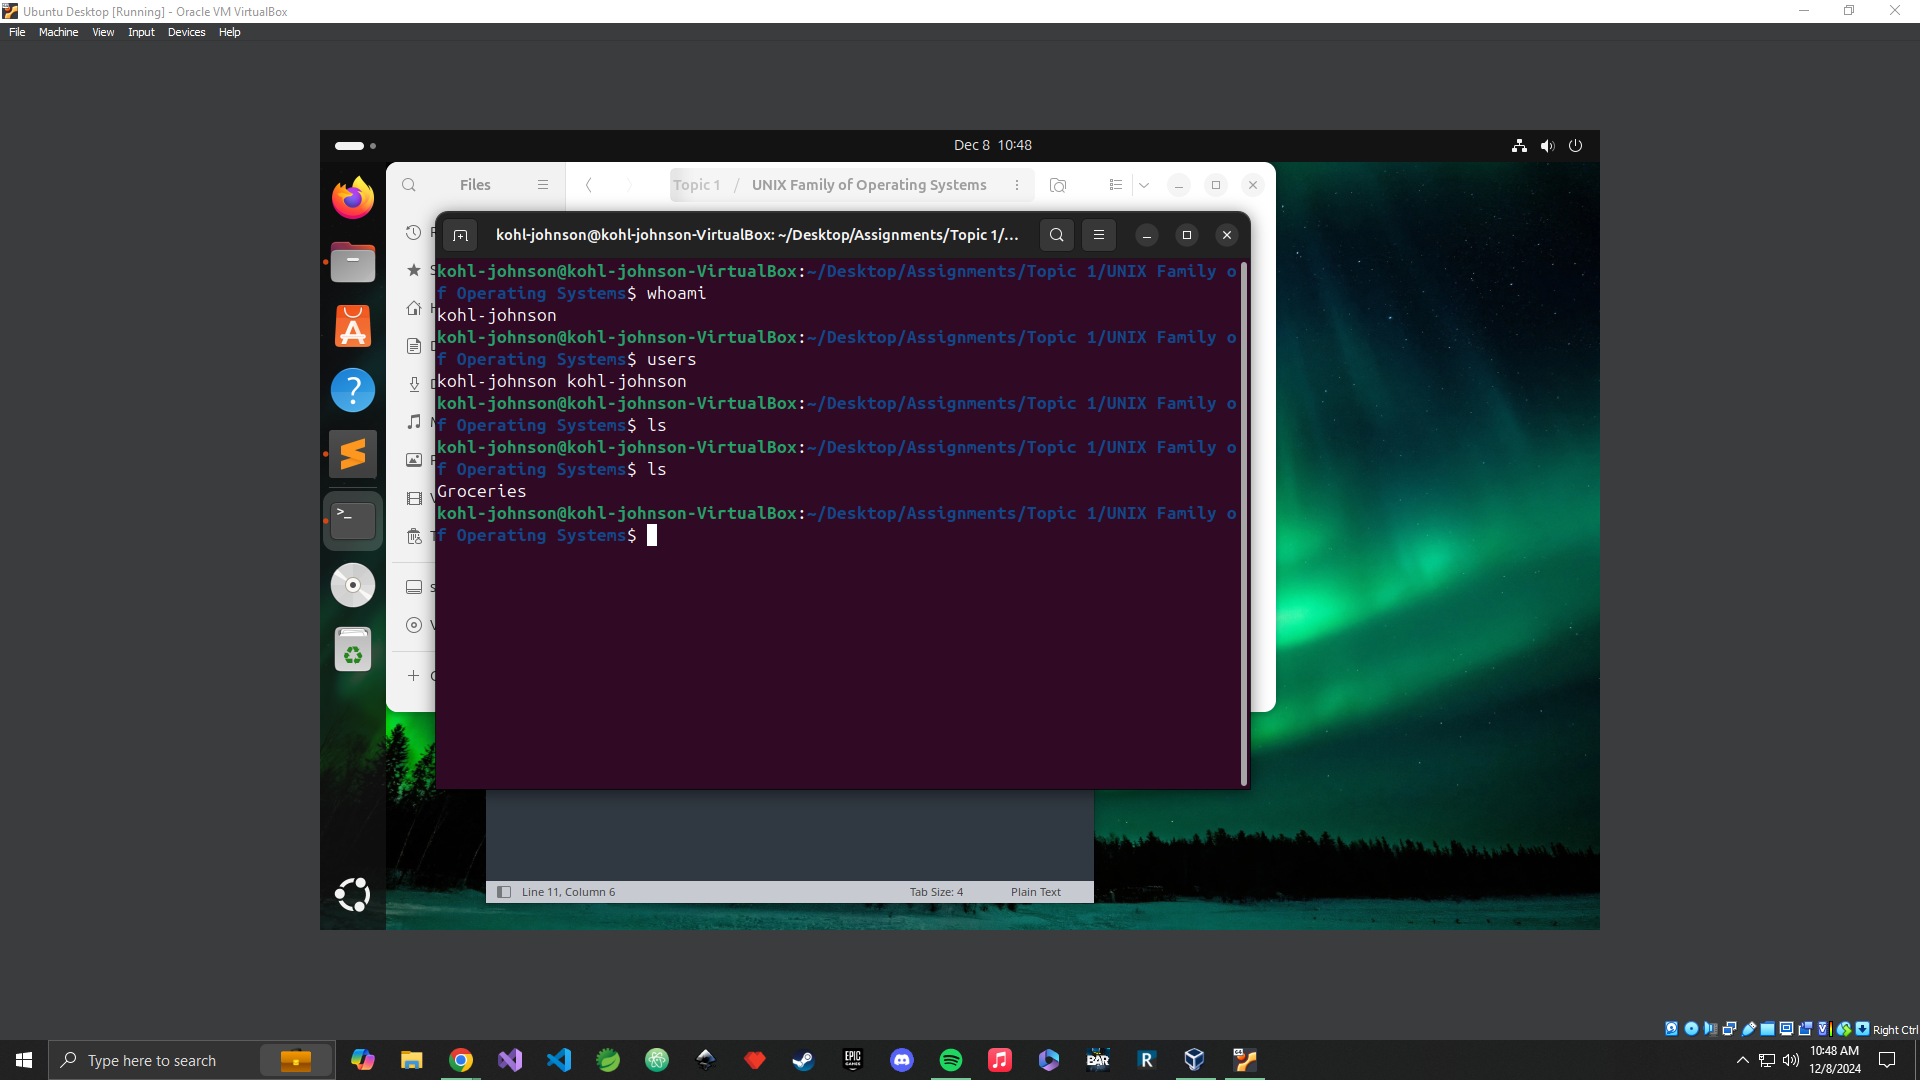 Ubuntu Desktop [Running] - Oracle VM VirtualBox
File Machine View Input Devices Help
Dec 8 10:48
Files
Topic 1 / UNIX Family of Operating Systems
kohl-johnson@kohl-johnson-VirtualBox: ~/Desktop/Assignments/Topic 1/...
kohl-johnson@kohl-johnson-VirtualBox:~/Desktop/Assignments/Topic 1/UNIX Family o
f Operating Systems$ whoami
kohl-johnson
kohl-johnson@kohl-johnson-VirtualBox:~/Desktop/Assignments/Topic 1/UNIX Family o
f Operating Systems$ users
kohl-johnson kohl-johnson
kohl-johnson@kohl-johnson-VirtualBox:~/Desktop/Assignments/Topic 1/UNIX Family o
f Operating Systems$ ls
kohl-johnson@kohl-johnson-VirtualBox:~/Desktop/Assignments/Topic 1/UNIX Family o
f Operating Systems$ ls
Groceries
kohl-johnson@kohl-johnson-VirtualBox:~/Desktop/Assignments/Topic 1/UNIX Family o
f Operating Systems$
Line 11, Column 6
Tab Size: 4
Plain Text
Right Ctrl
Type here to search
EPIC GAMES
BAR
R
10:48 AM
12/8/2024